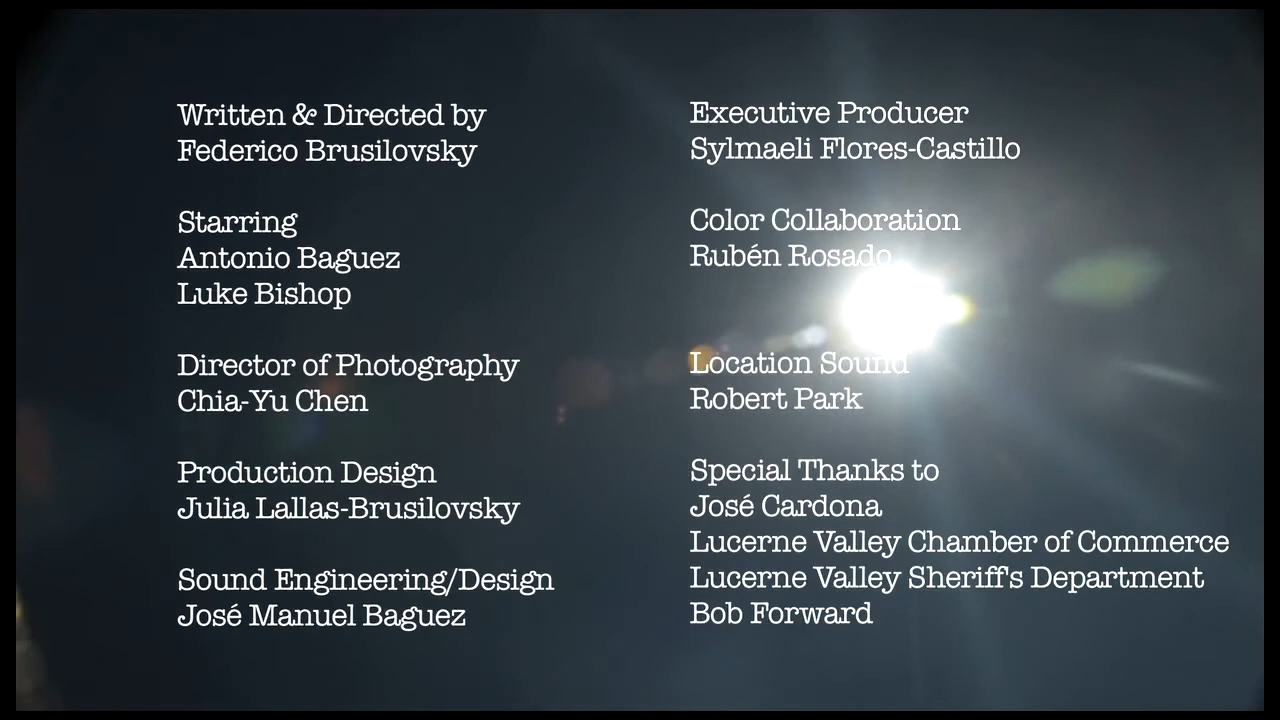 Written & Directed by
Federico Brusilovsky
Starring
Antonio Baguez
Luke Bishop
Director of Photography
Chia-Yu Chen
Production Design
Julia Lallas-Brusilovsky
Sound Engineering/Design
José Manuel Baguez
Executive Producer
Sylmaeli Flores-Castillo
Color Collaboration
Rubén Rosado
Location Sound
Robert Park
Special Thanks to
José Cardona
Lucerne Valley Chamber of Commerce
Lucerne Valley Sheriff's Department
Bob Forward